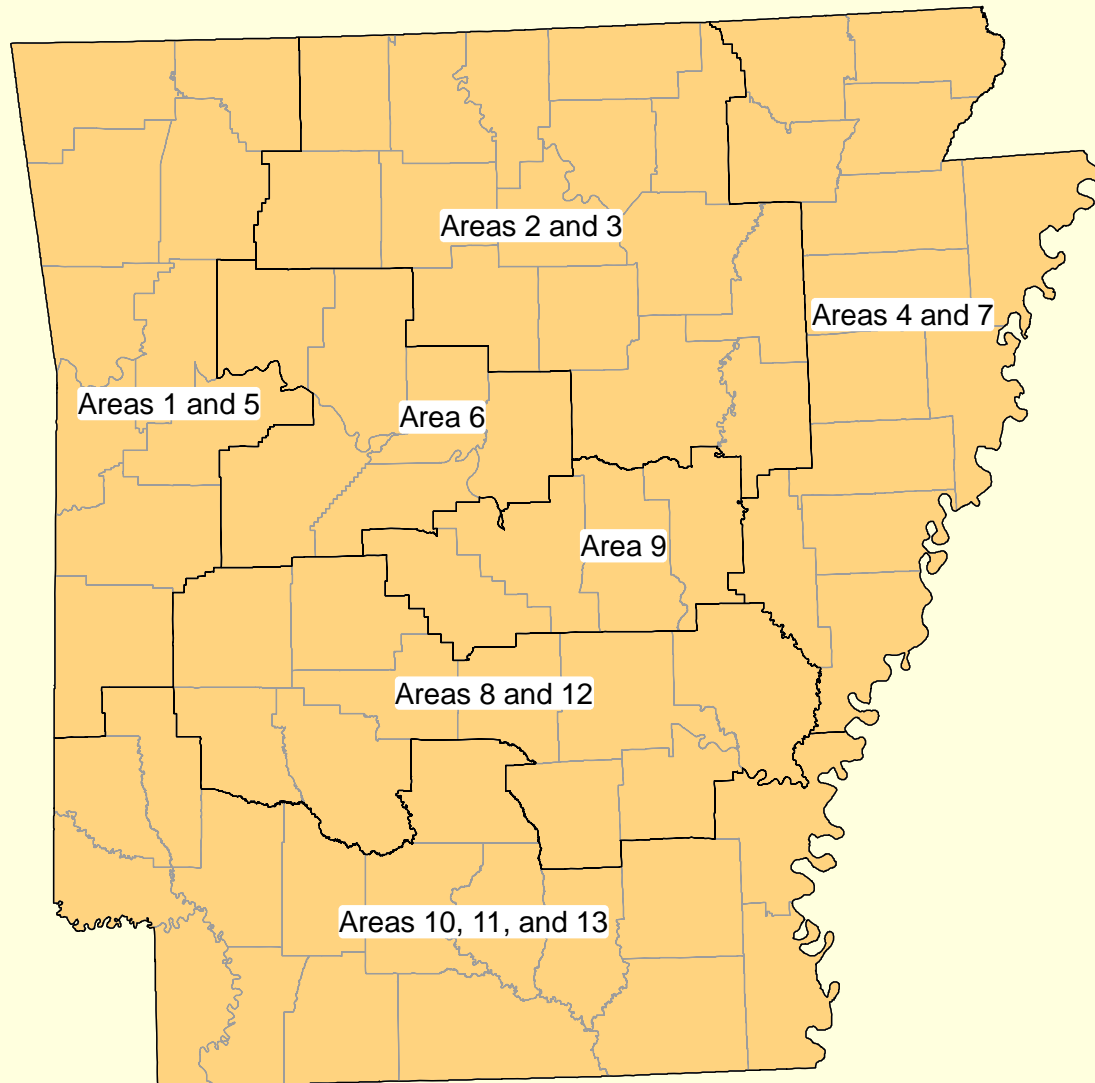 Areas 2 and 3
Areas 4 and 7
Areas 1 and 5
Area 6
Area 9
Areas 8 and 12
Areas 10, 11, and 13